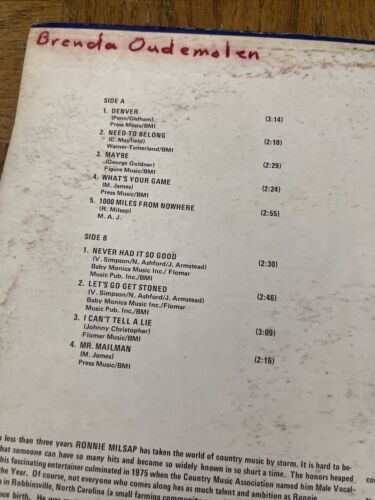 Brenda Oudemolen
SIDE A
1. DENVER (3:14)
(Penn/Oldham)
Press Music/BMI
2. NEED TO BELONG (2:10)
(C. Mayfield)
Warner-Tamerland/BMI
3. MAYBE (2:29)
(George Goldner)
Figure Music/BMI
4. WHAT'S YOUR GAME (2:24)
(M. James)
Press Music/BMI
5. 1000 MILES FROM NOWHERE (2:55)
(R. Milsap)
M. A. J.
SIDE B
1. NEVER HAD IT SO GOOD (2:30)
(V. Simpson/N. Ashford/J. Armstead)
Baby Monica Music Inc./ Flomar
Music Pub. Inc./BMI
2. LET'S GO GET STONED (2:46)
(V. Simpson/N. Ashford/J. Armstead)
Baby Monica Music Inc./Flomar
Music Pub. Inc./BMI
3. I CAN'T TELL A LIE (3:09)
(Johnny Christopher)
Flomar Music/BMI
4. MR. MAILMAN (2:16)
(M. James)
Press Music/BMI
less than three years RONNIE MILSAP has taken the world of country music by storm. It is hard to be-
that someone can have so many hits and become so widely known in so short a time. The honors heaped
this fascinating entertainer culminated in 1975 when the Country Music Association named him Male Vocal-
the Year. Of course, not everyone who comes along has as much talent and ambition as Ronnie.
in Robbinsville, North Carolina (a small farming community
since birth. He was